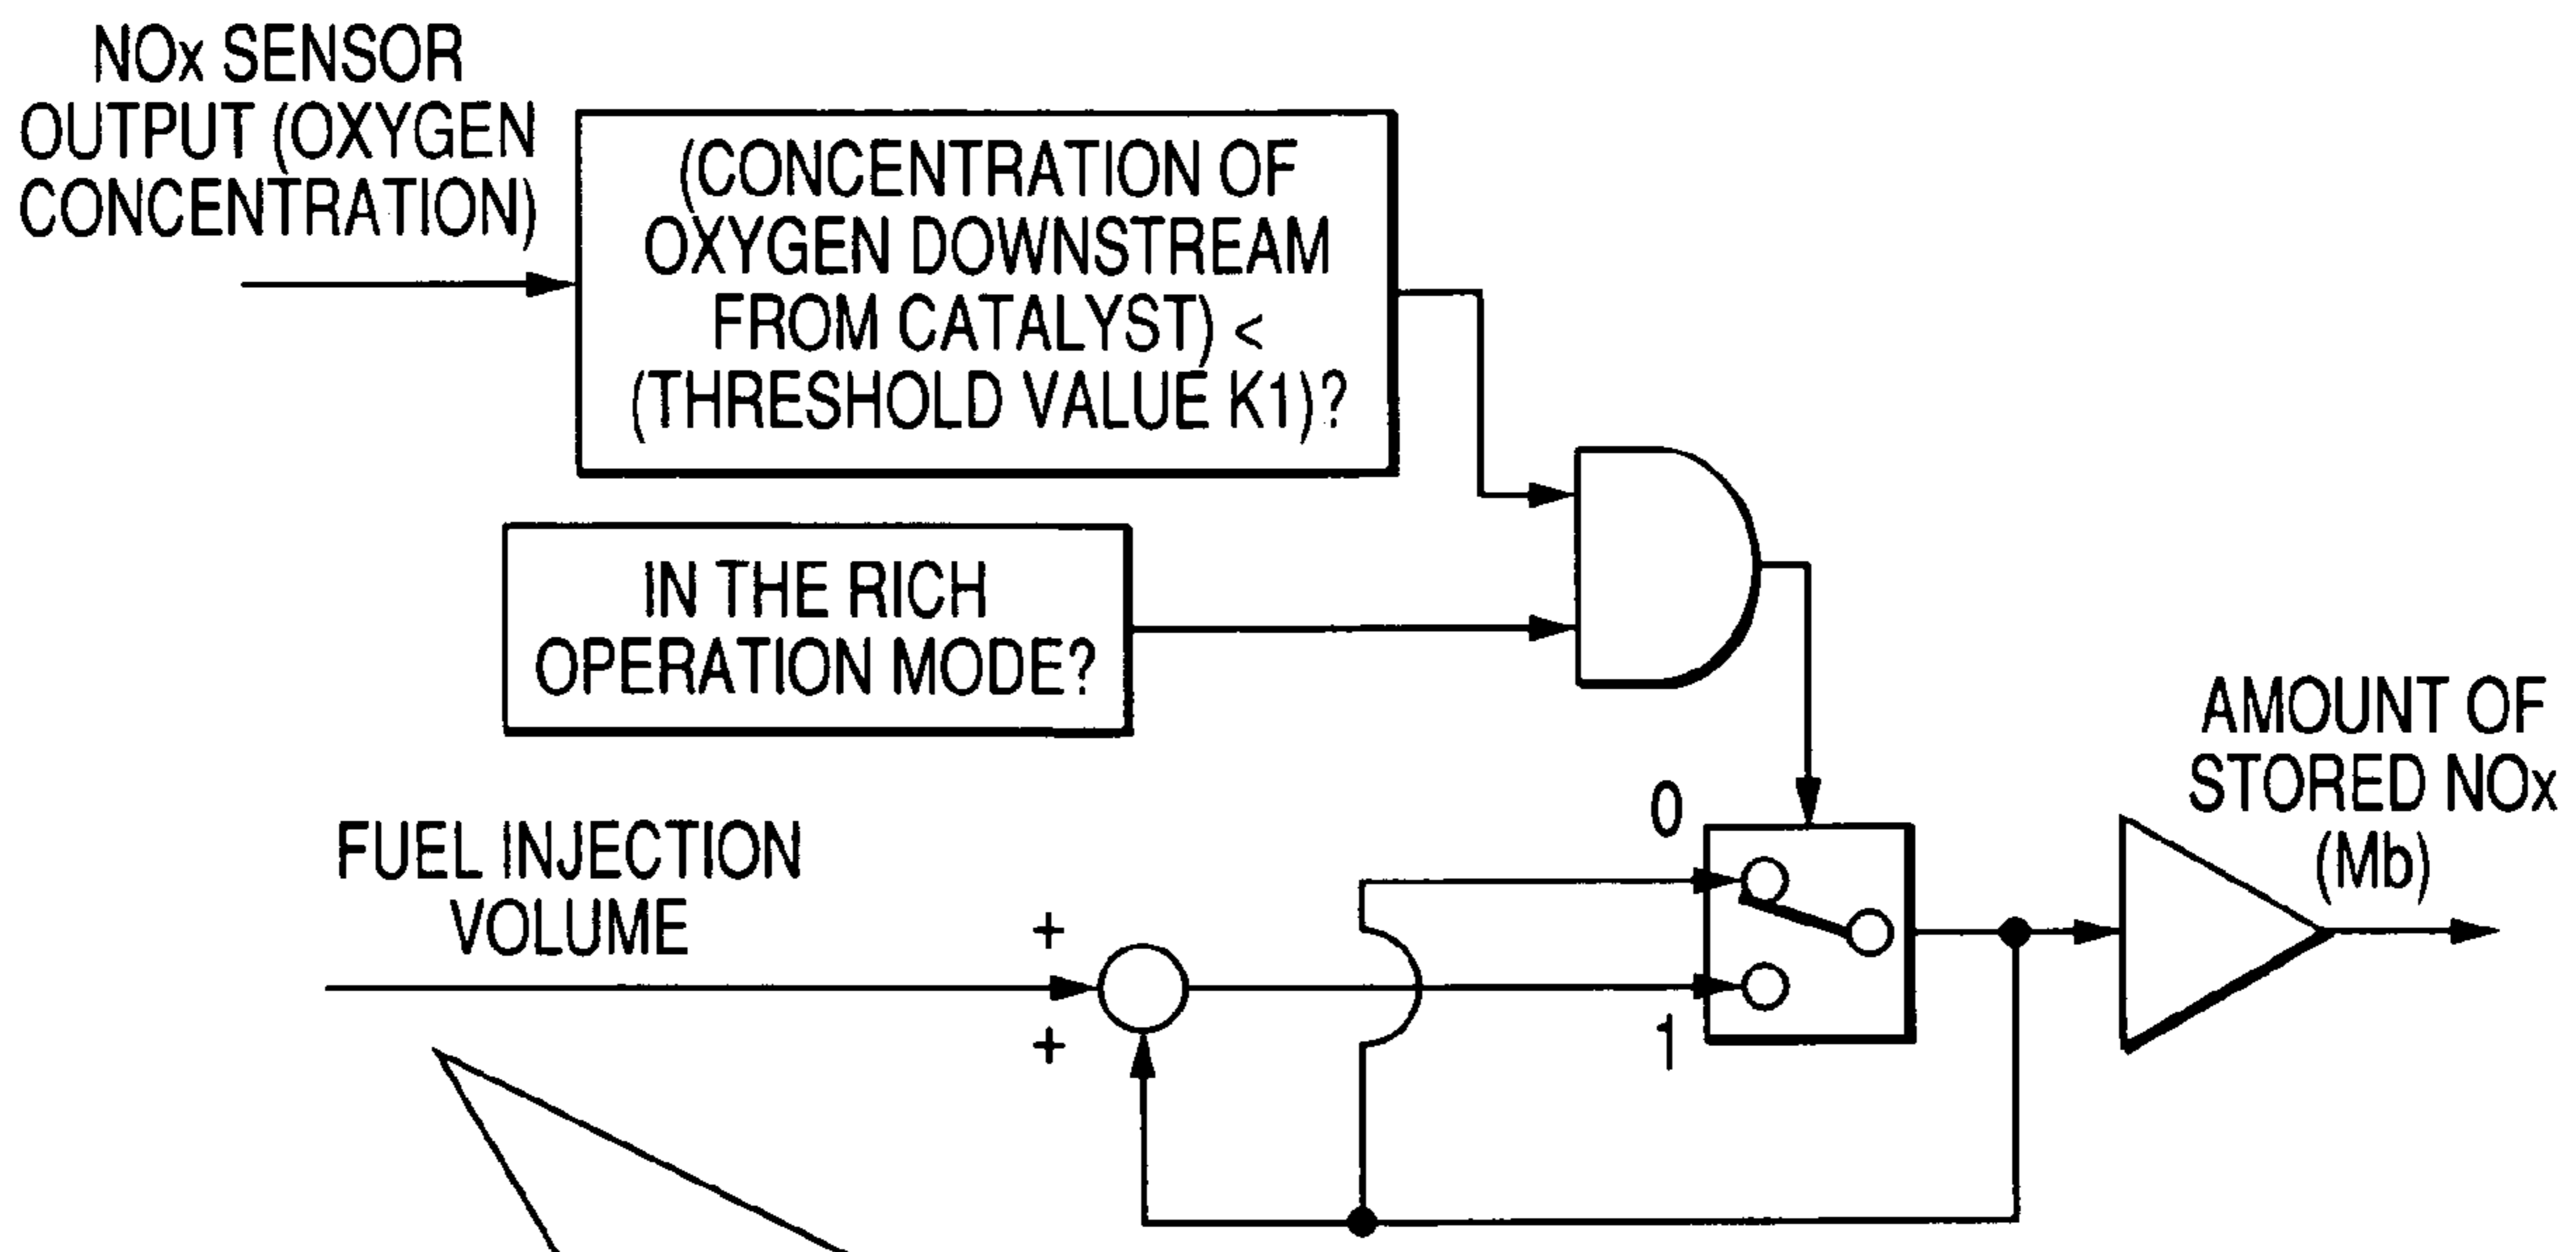 NOx SENSOR
OUTPUT (OXYGEN
CONCENTRATION)
(CONCENTRATION OF
OXYGEN DOWNSTREAM
FROM CATALYST) <
(THRESHOLD VALUE K1)?
IN THE RICH
OPERATION MODE?
FUEL INJECTION
VOLUME
+
+
0
1
AMOUNT OF
STORED NOx
(Mb)